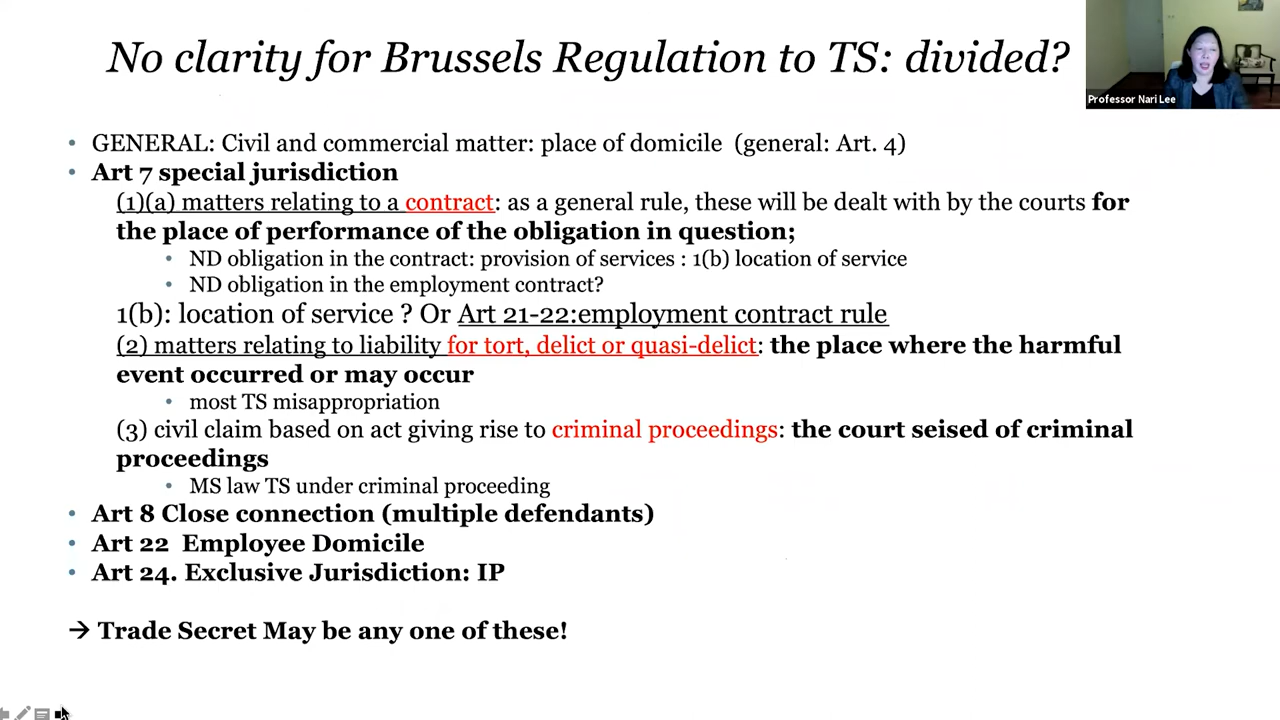 No clarity for Brussels Regulation to TS: divided?
Professor Nari Lee
• GENERAL: Civil and commercial matter: place of domicile (general: Art. 4)
• Art 7 special jurisdiction
(1)(a) matters relating to a contract: as a general rule, these will be dealt with by the courts for
the place of performance of the obligation in question;
• ND obligation in the contract: provision of services : 1(b) location of service
• ND obligation in the employment contract?
1(b): location of service ? Or Art 21-22:employment contract rule
(2) matters relating to liability for tort, delict or quasi-delict: the place where the harmful
event occurred or may occur
• most TS misappropriation
(3) civil claim based on act giving rise to criminal proceedings: the court seised of criminal
proceedings
• MS law TS under criminal proceeding
• Art 8 Close connection (multiple defendants)
• Art 22 Employee Domicile
• Art 24. Exclusive Jurisdiction: IP
→ Trade Secret May be any one of these!